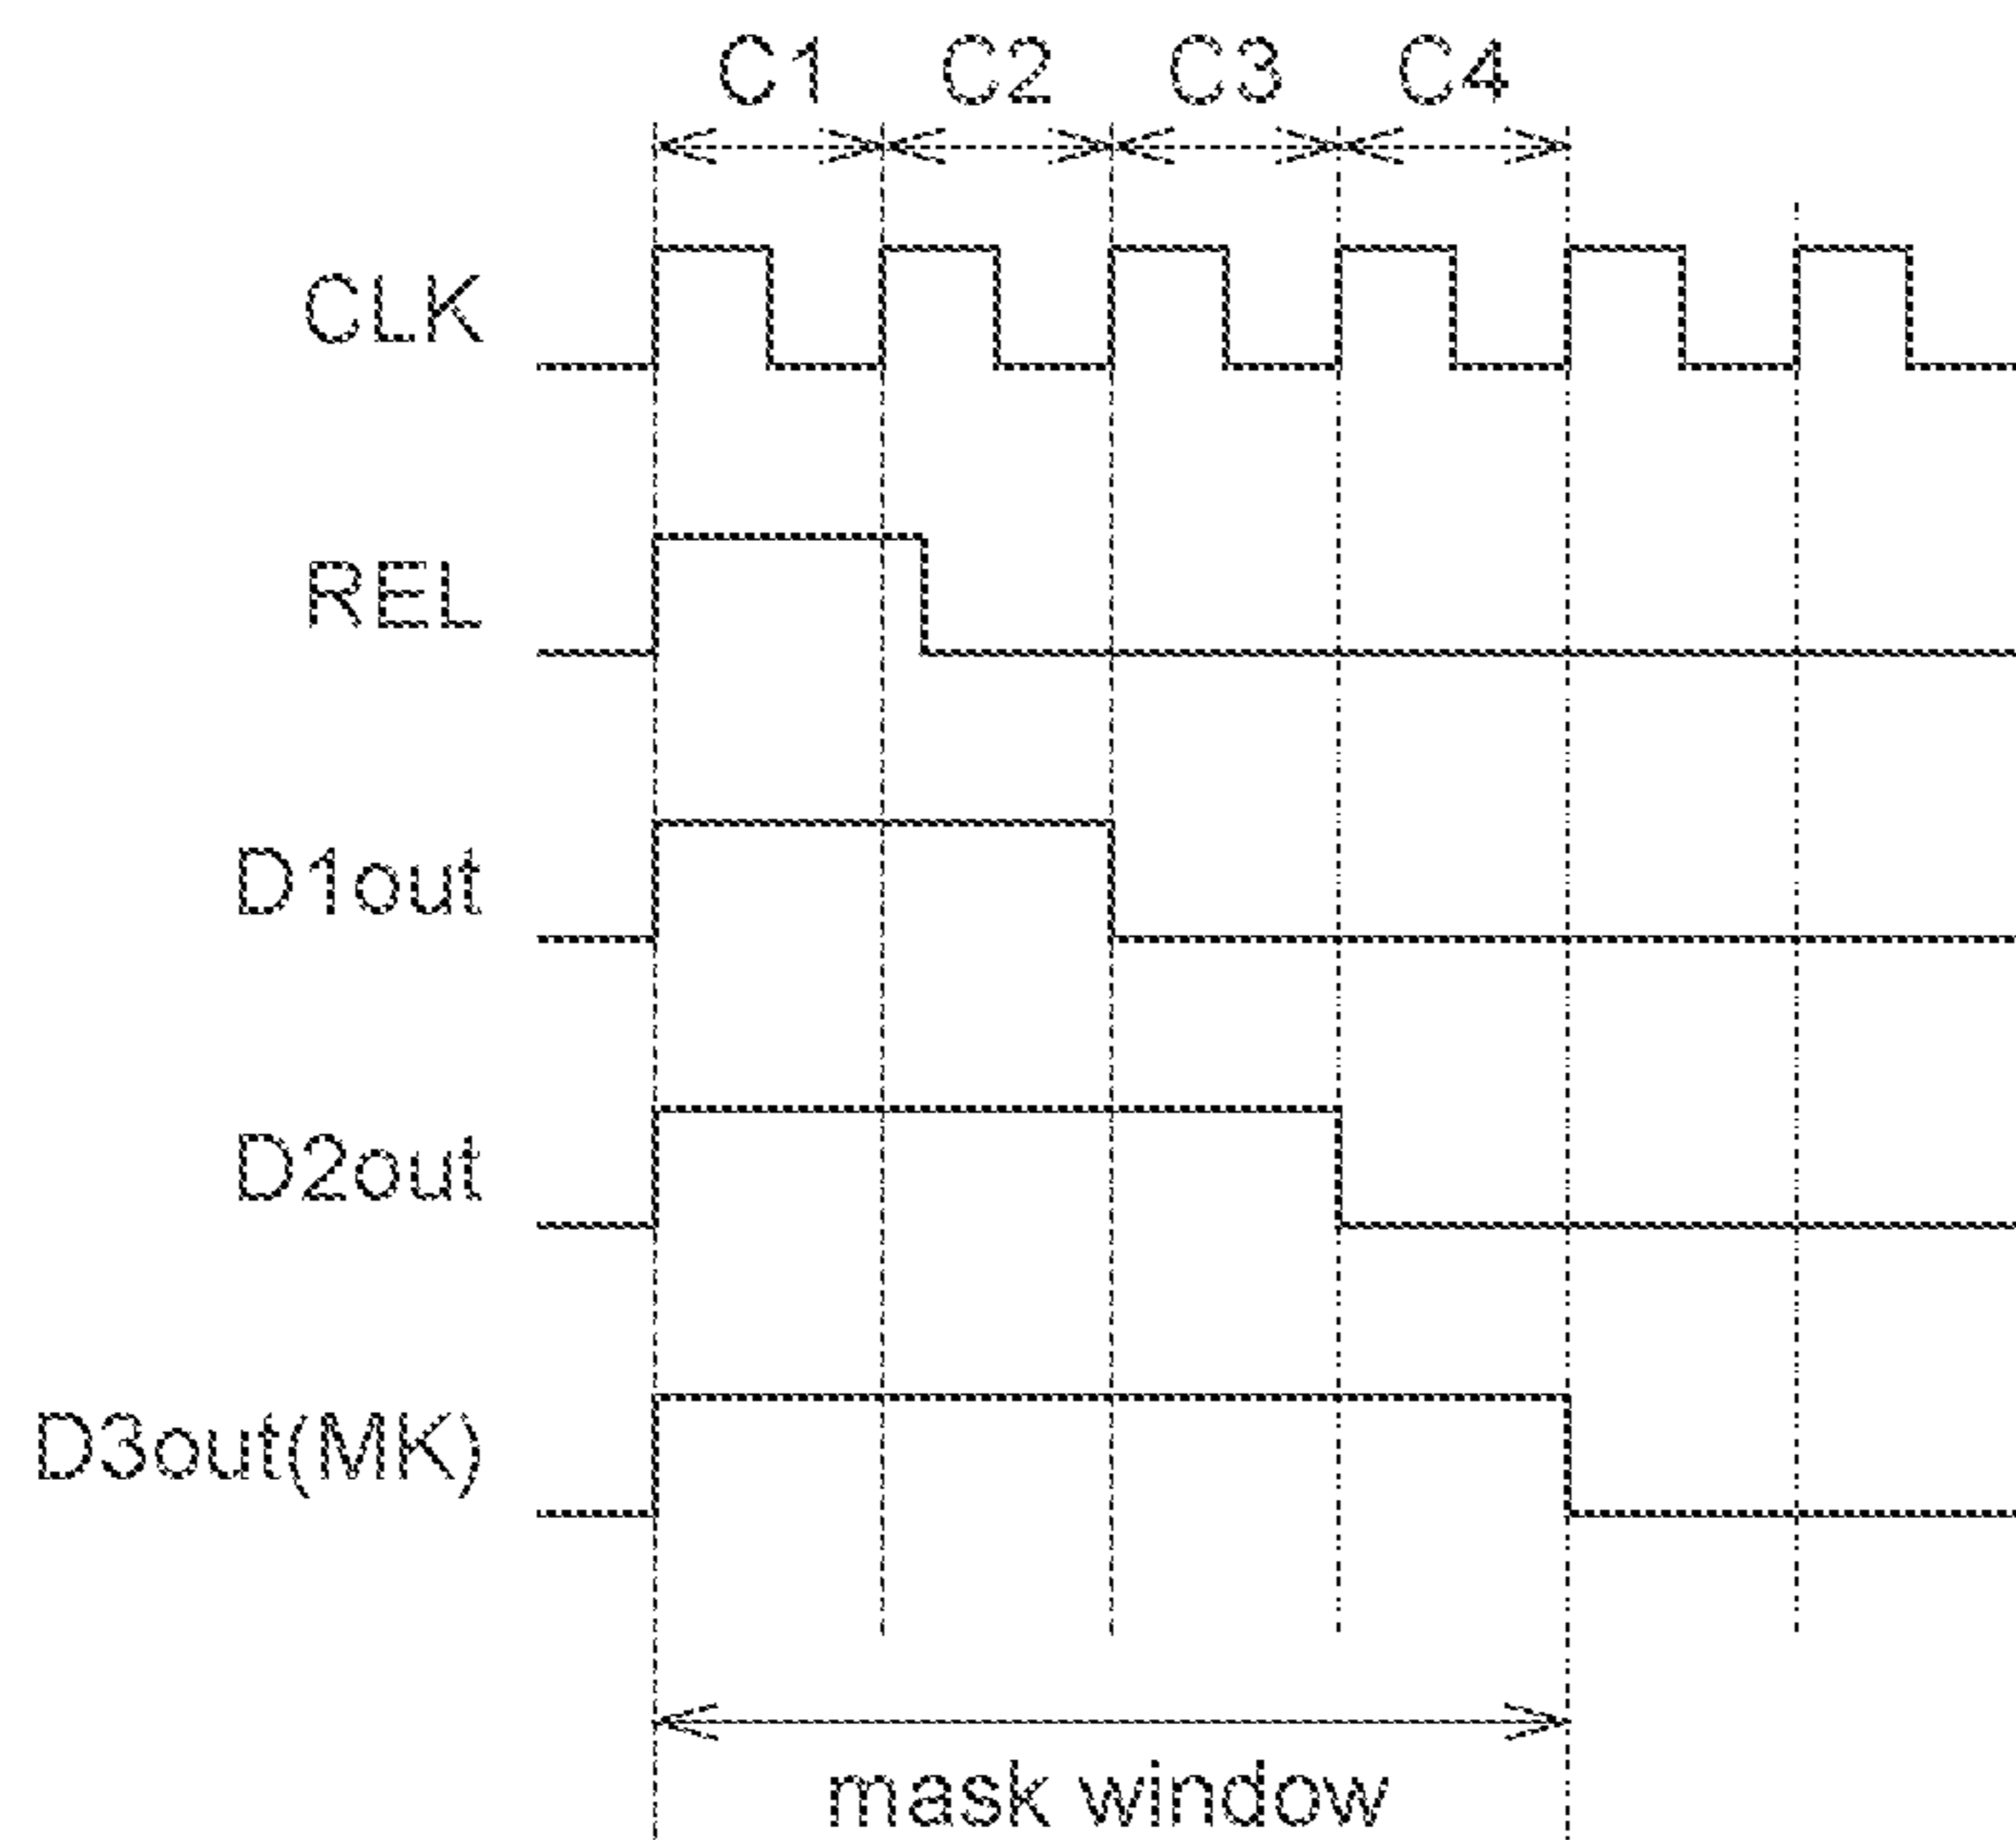 C1 C2 C3 C4
CLK
REL
D1out
D2out
D3out(MK)
mask window